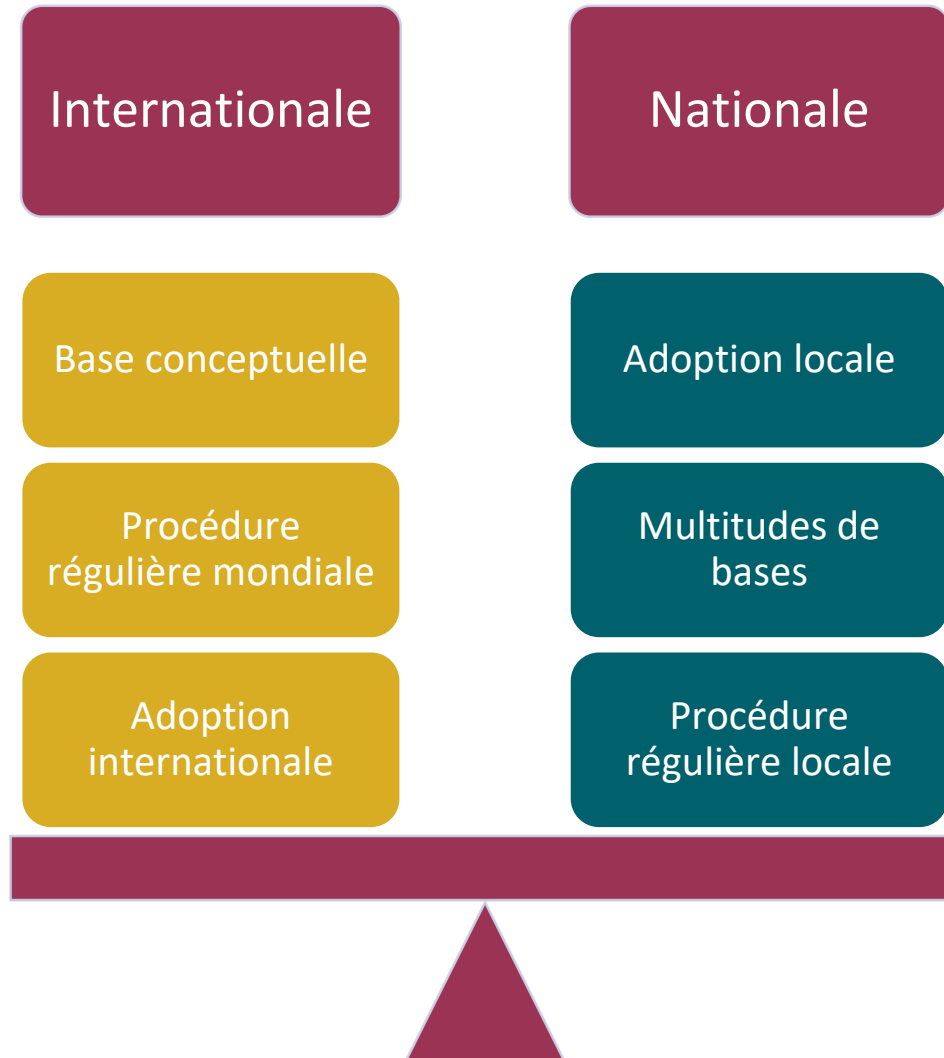 Internationale
Nationale
Base conceptuelle
Adoption locale
Procédure
régulière mondiale
Multitudes de
bases
Adoption
internationale
Procédure
régulière locale